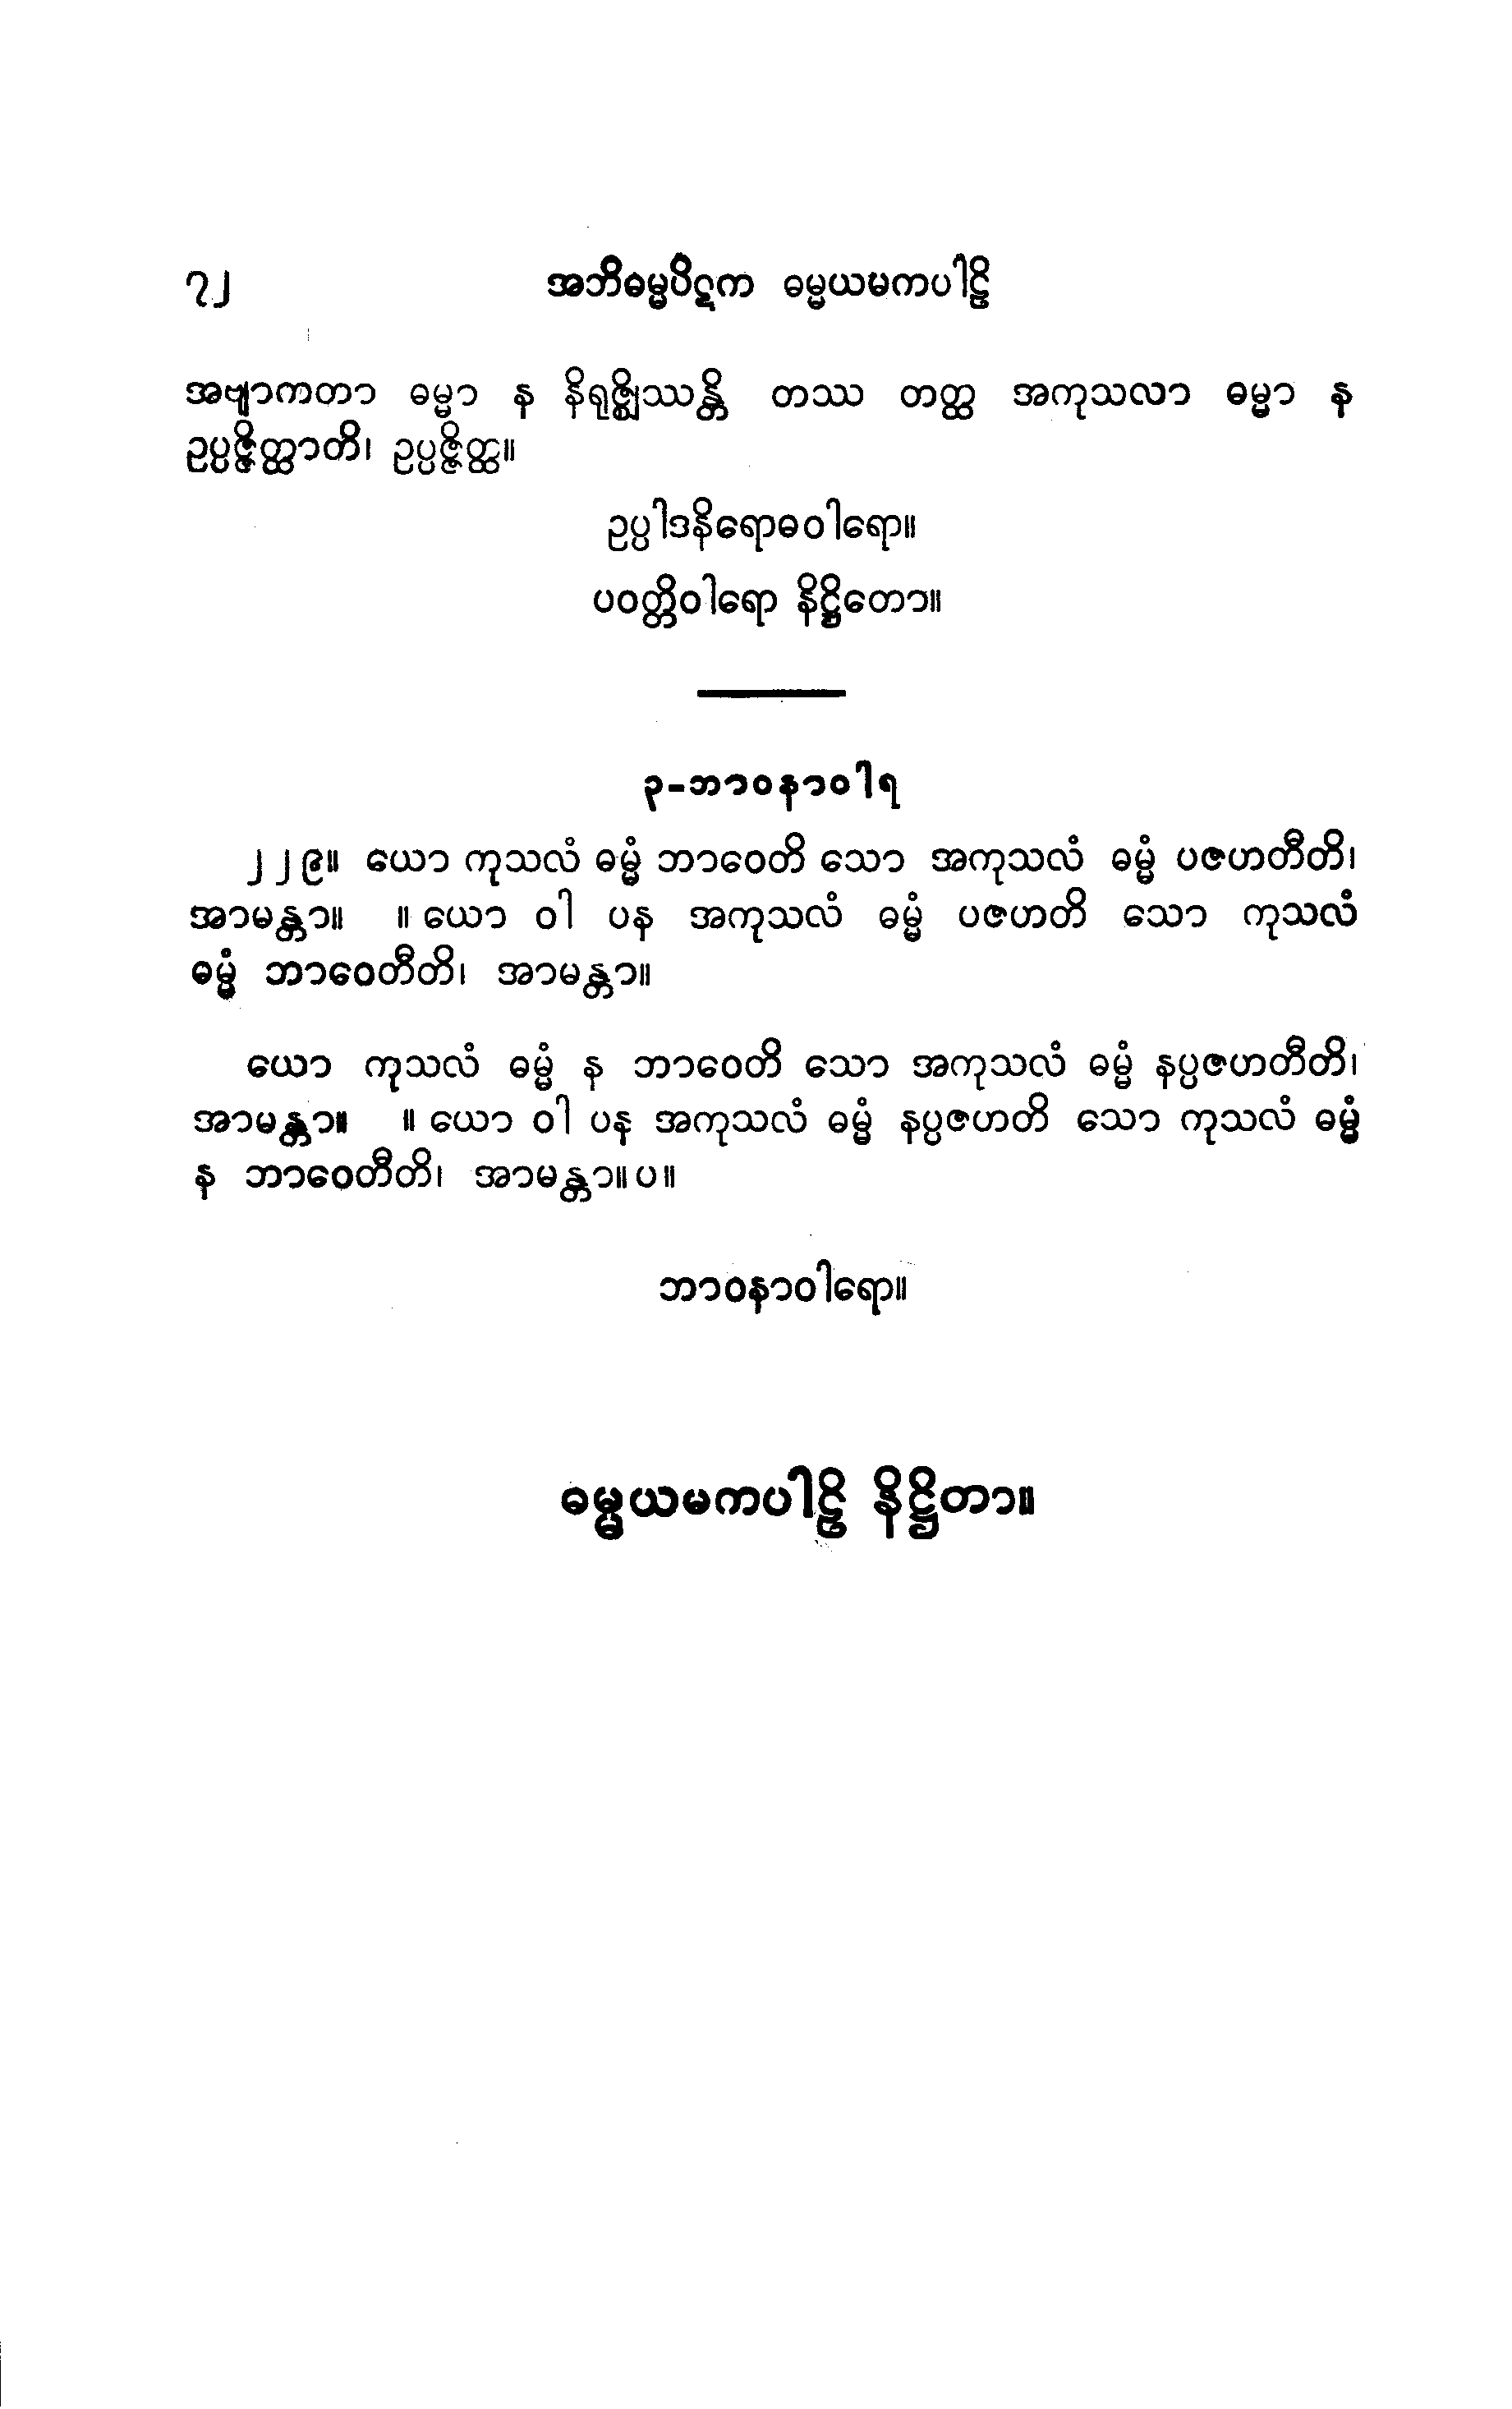 ၇၂ အဘိဓမ္မပိဋက ဓမ္မယမကပါဠိ
အဗျာကတာ ဓမ္မာ န နိရုဇ္ဈိဿန္တိ တဿ တတ္ထ အကုသလာ ဓမ္မာ န
ဥပ္ပဇ္ဇိတ္ထာတိ၊ ဥပ္ပဇ္ဇိတ္ထ။
ဥပ္ပါဒနိရောဓဝါရော။
ပဝတ္တိဝါရော နိဋ္ဌိတော။
၃-ဘာဝနာဝါရ
၂၂၉။ ယော ကုသလံ ဓမ္မံ ဘာဝေတိ သော အကုသလံ ဓမ္မံ ပဇဟတီတိ၊
အာမန္တာ။ ။ ယော ဝါ ပန အကုသလံ ဓမ္မံ ပဇဟတိ သော ကုသလံ
ဓမ္မံ ဘာဝေတီတိ၊ အာမန္တာ။
ယော ကုသလံ ဓမ္မံ န ဘာဝေတိ သော အကုသလံ ဓမ္မံ နပ္ပဇဟတီတိ၊
အာမန္တာ။ ။ ယော ဝါ ပန အကုသလံ ဓမ္မံ နပ္ပဇဟတိ သော ကုသလံ ဓမ္မံ
န ဘာဝေတီတိ၊ အာမန္တာ။ ပ။
ဘာဝနာဝါရော။
ဓမ္မယမကပါဠိ နိဋ္ဌိတာ။